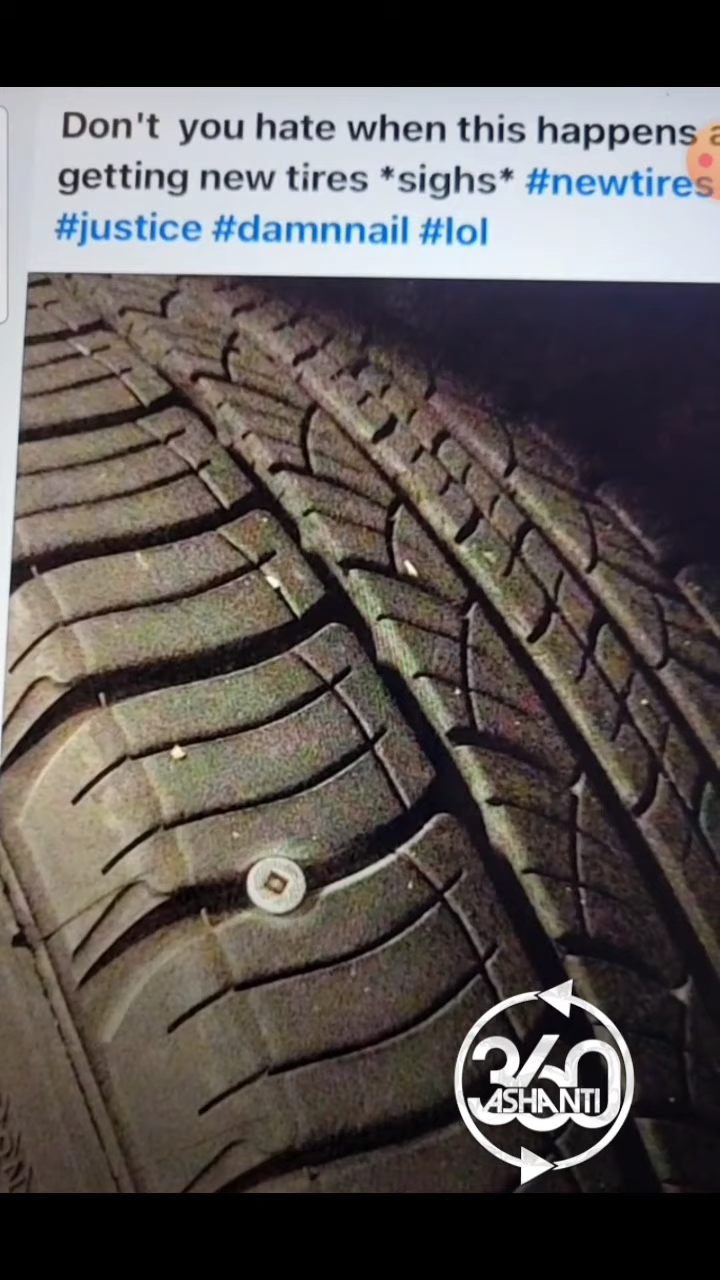 Don't you hate when this happens
getting new tires *sighs* #newtires
#justice #damnnail #lol
360
ASHANTI